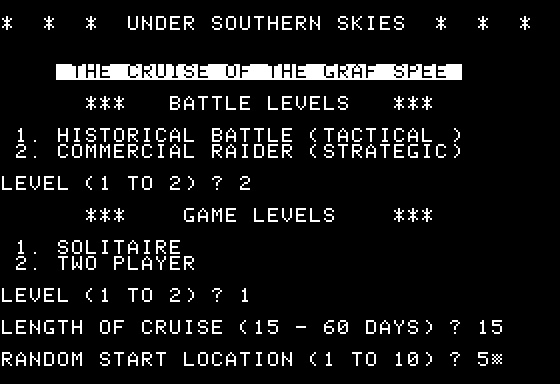 * * * UNDER SOUTHERN SKIES * * *
THE CRUISE OF THE GRAF SPEE
*** BATTLE LEVELS ***
1. HISTORICAL BATTLE (TACTICAL )
2. COMMERCIAL RAIDER (STRATEGIC)
LEVEL (1 TO 2) ? 2
*** GAME LEVELS ***
1. SOLITAIRE
2. TWO PLAYER
LEVEL (1 TO 2) ? 1
LENGTH OF CRUISE (15 - 60 DAYS) ? 15
RANDOM START LOCATION (1 TO 10) ? 5